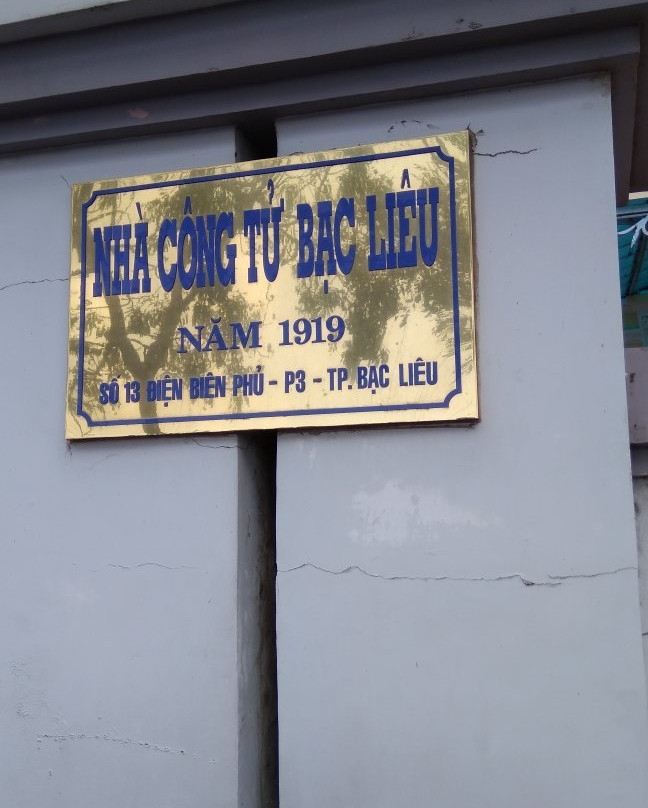 NHÀ CÔNG TỬ BẠC LIÊU
NĂM 1919
SỐ 13 ĐIỆN BIÊN PHỦ - P3 - TP. BẠC LIÊU